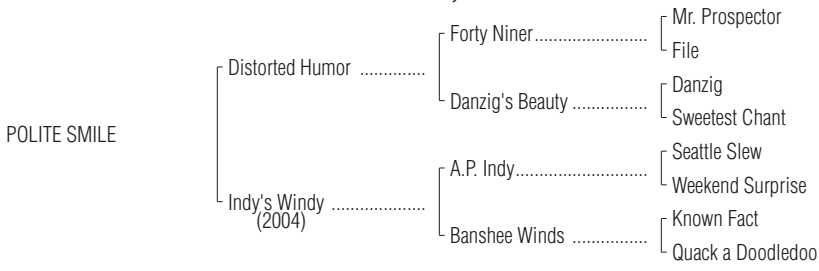 Mr. Prospector
Forty Niner
File
Distorted Humor
Danzig
Danzig's Beauty
Sweetest Chant
POLITE SMILE
Seattle Slew
A.P. Indy
Weekend Surprise
Indy's Windy
(2004)
Known Fact
Banshee Winds
Quack a Doodledoo